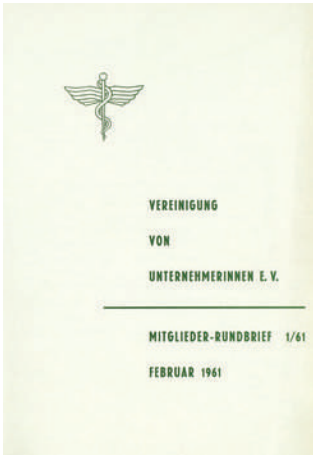 VEREINIGUNG
VON
UNTERNEHMERINNEN E. V.
MITGLIEDER-RUNDBRIEF 1/61
FEBRUAR 1961